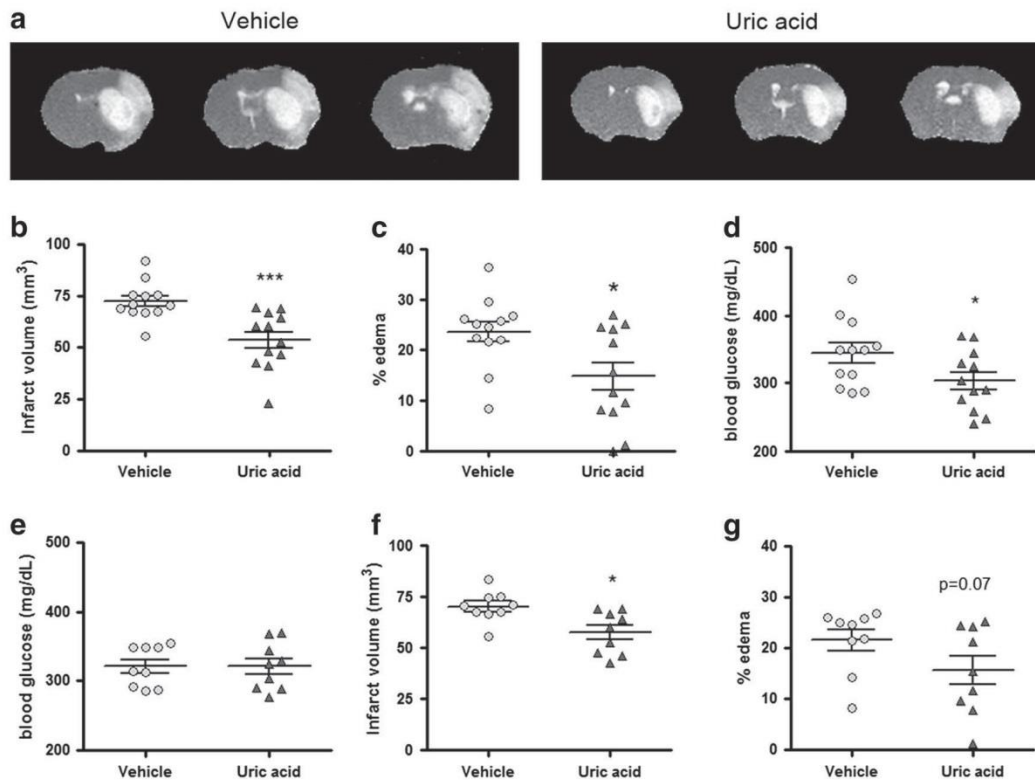 a
Vehicle
Uric acid
b
Infarct volume (mm³)
100
75
50
25
0
***
Vehicle
Uric acid
c
% edema
40
30
20
10
0
*
Vehicle
Uric acid
d
blood glucose (mg/dL)
500
400
300
200
*
Vehicle
Uric acid
e
blood glucose (mg/dL)
500
400
300
200
Vehicle
Uric acid
f
Infarct volume (mm³)
100
75
50
25
0
*
Vehicle
Uric acid
g
% edema
40
30
20
10
0
p=0.07
Vehicle
Uric acid